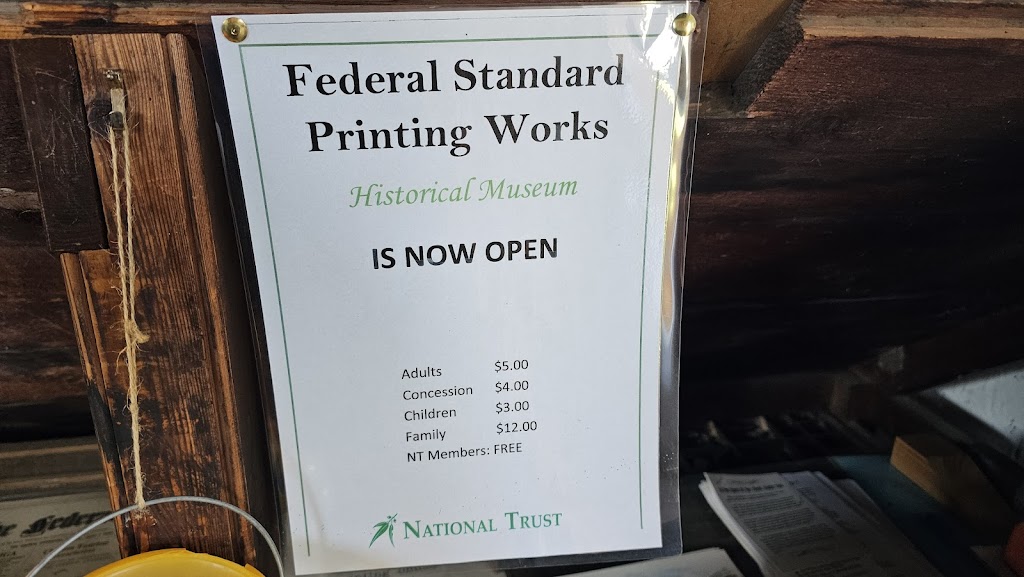 Federal Standard
Printing Works
Historical Museum
IS NOW OPEN
Adults $5.00
Concession $4.00
Children $3.00
Family $12.00
NT Members: FREE
NATIONAL TRUST